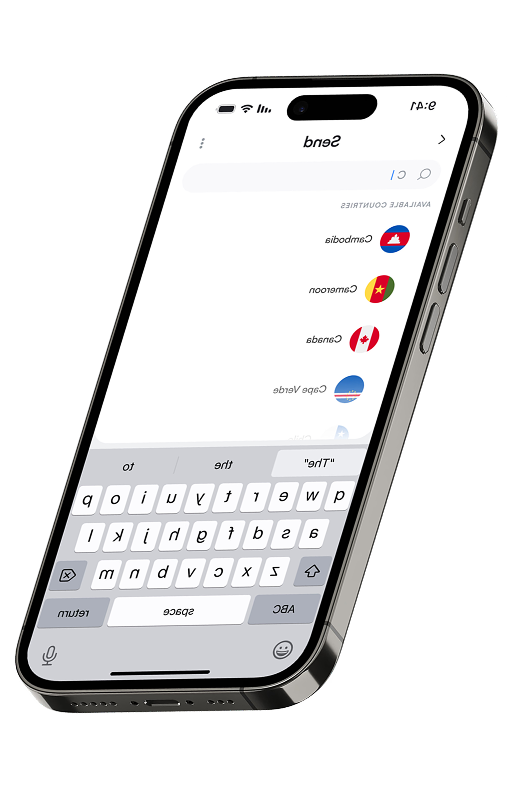 9:41
Send
C
AVAILABLE COUNTRIES
Cambodia
Cameroon
Canada
Cape Verde
"The" the to
q w e r t y u i o p
a s d f g h j k l
z x c v b n m
ABC space return